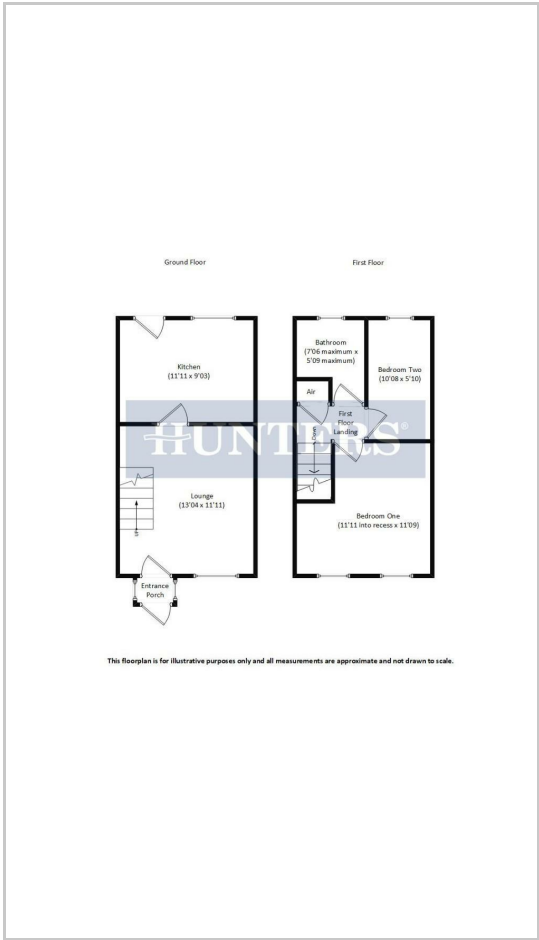 Ground Floor
First Floor
Kitchen
(11'11 x 9'03)
Lounge
(13'04 x 11'11)
UP
Entrance
Porch
Bathroom
(7'06 maximum x
5'09 maximum)
Bedroom Two
(10'08 x 5'10)
Air
First
Floor
Landing
Down
Bedroom One
(11'11 into recess x 11'09)
HUNTERS®
This floorplan is for illustrative purposes only and all measurements are approximate and not drawn to scale.